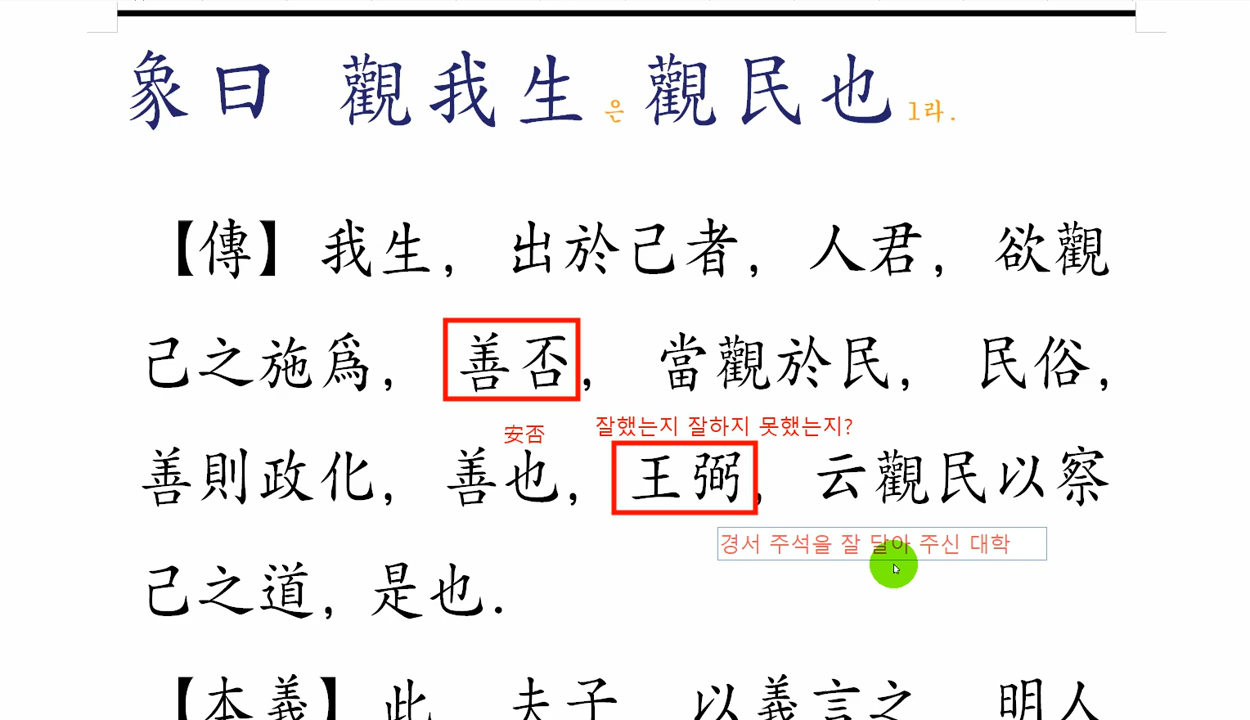 象曰 觀我生은 觀民也ㅣ라.
【傳】我生, 出於己者, 人君, 欲觀
己之施爲, 善否, 當觀於民, 民俗,
安否 잘했는지 잘하지 못했는지?
善則政化, 善也, 王弼, 云觀民以察
경서 주석을 잘 달아 주신 대학
己之道, 是也.
【本義】此 夫子 以義言之 明人